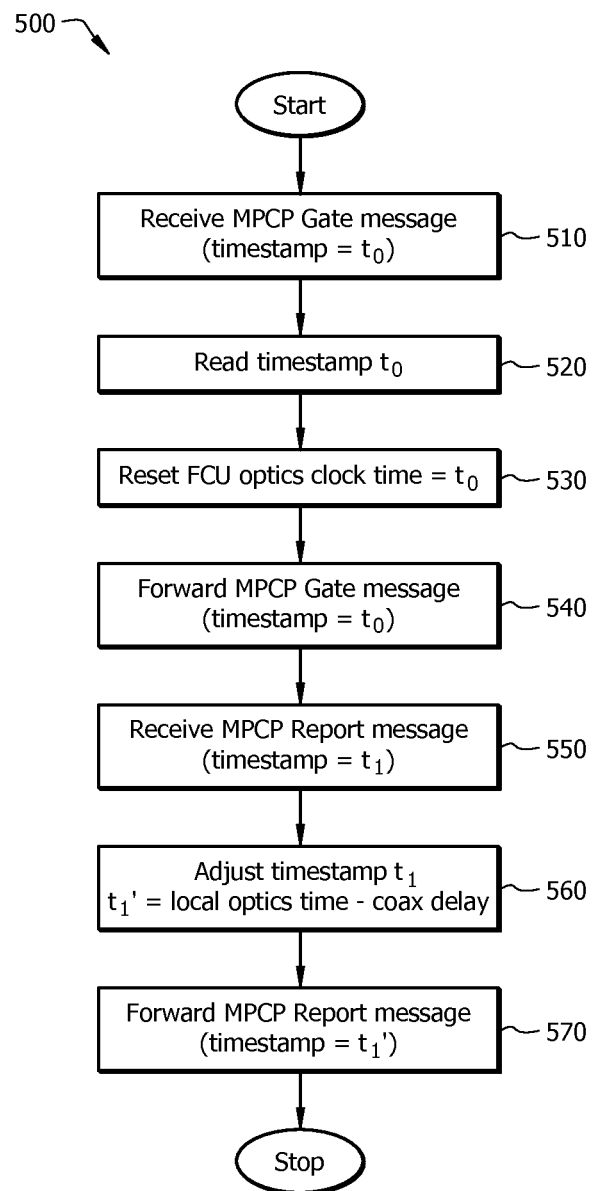 500
Start
Receive MPCP Gate message
(timestamp = t₀)
510
Read timestamp t₀
520
Reset FCU optics clock time = t₀
530
Forward MPCP Gate message
(timestamp = t₀)
540
Receive MPCP Report message
(timestamp = t₁)
550
Adjust timestamp t₁
t₁' = local optics time - coax delay
560
Forward MPCP Report message
(timestamp = t₁')
570
Stop